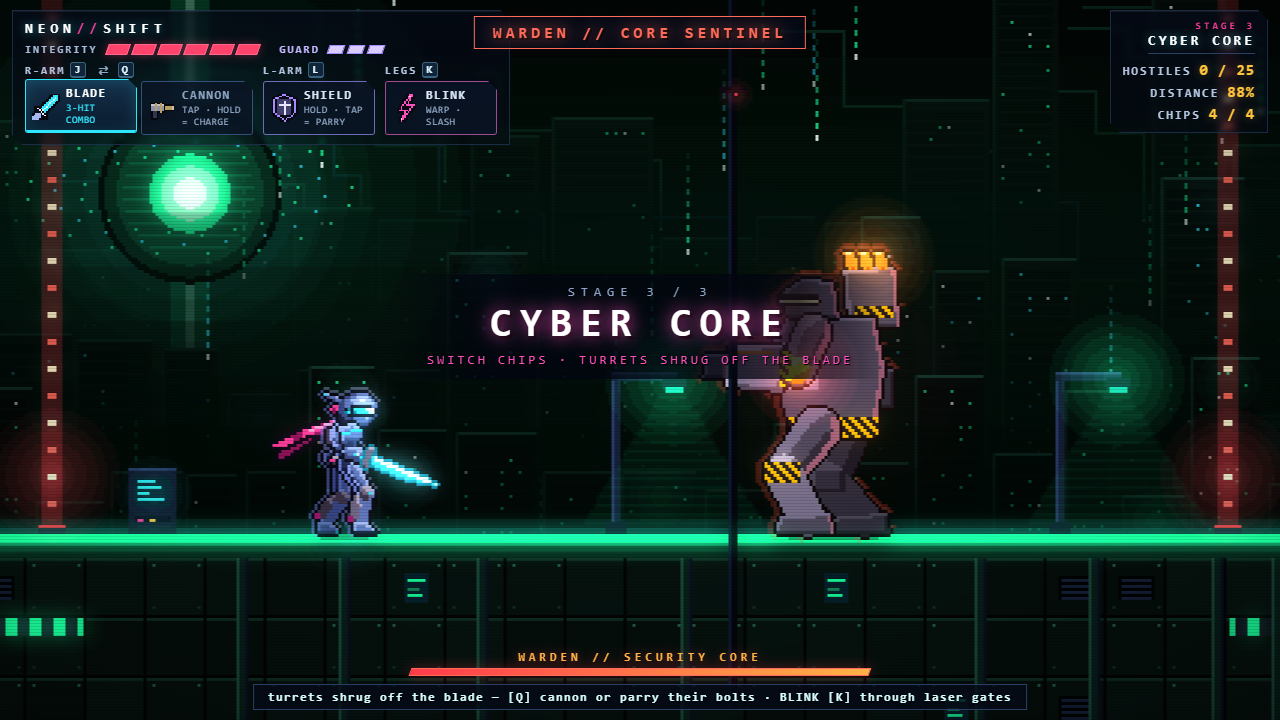 NEON//SHIFT
INTEGRITY GUARD
R-ARM J ⇄ Q L-ARM L LEGS K
BLADE
3-HIT
COMBO
CANNON
TAP · HOLD
= CHARGE
SHIELD
HOLD · TAP
= PARRY
BLINK
WARP ·
SLASH
WARDEN // CORE SENTINEL
STAGE 3
CYBER CORE
HOSTILES 0 / 25
DISTANCE 88%
CHIPS 4 / 4
STAGE 3 / 3
CYBER CORE
SWITCH CHIPS · TURRETS SHRUG OFF THE BLADE
WARDEN // SECURITY CORE
turrets shrug off the blade — [Q] cannon or parry their bolts · BLINK [K] through laser gates